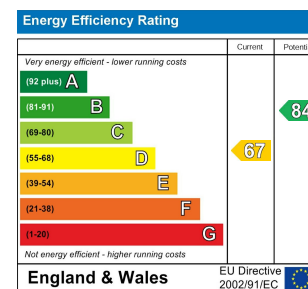 Energy Efficiency Rating
Current Potenti
Very energy efficient - lower running costs
(92 plus) A
(81-91) B
84
(69-80) C
(55-68) D
67
(39-54) E
(21-38) F
(1-20) G
Not energy efficient - higher running costs
England & Wales
EU Directive
2002/91/EC